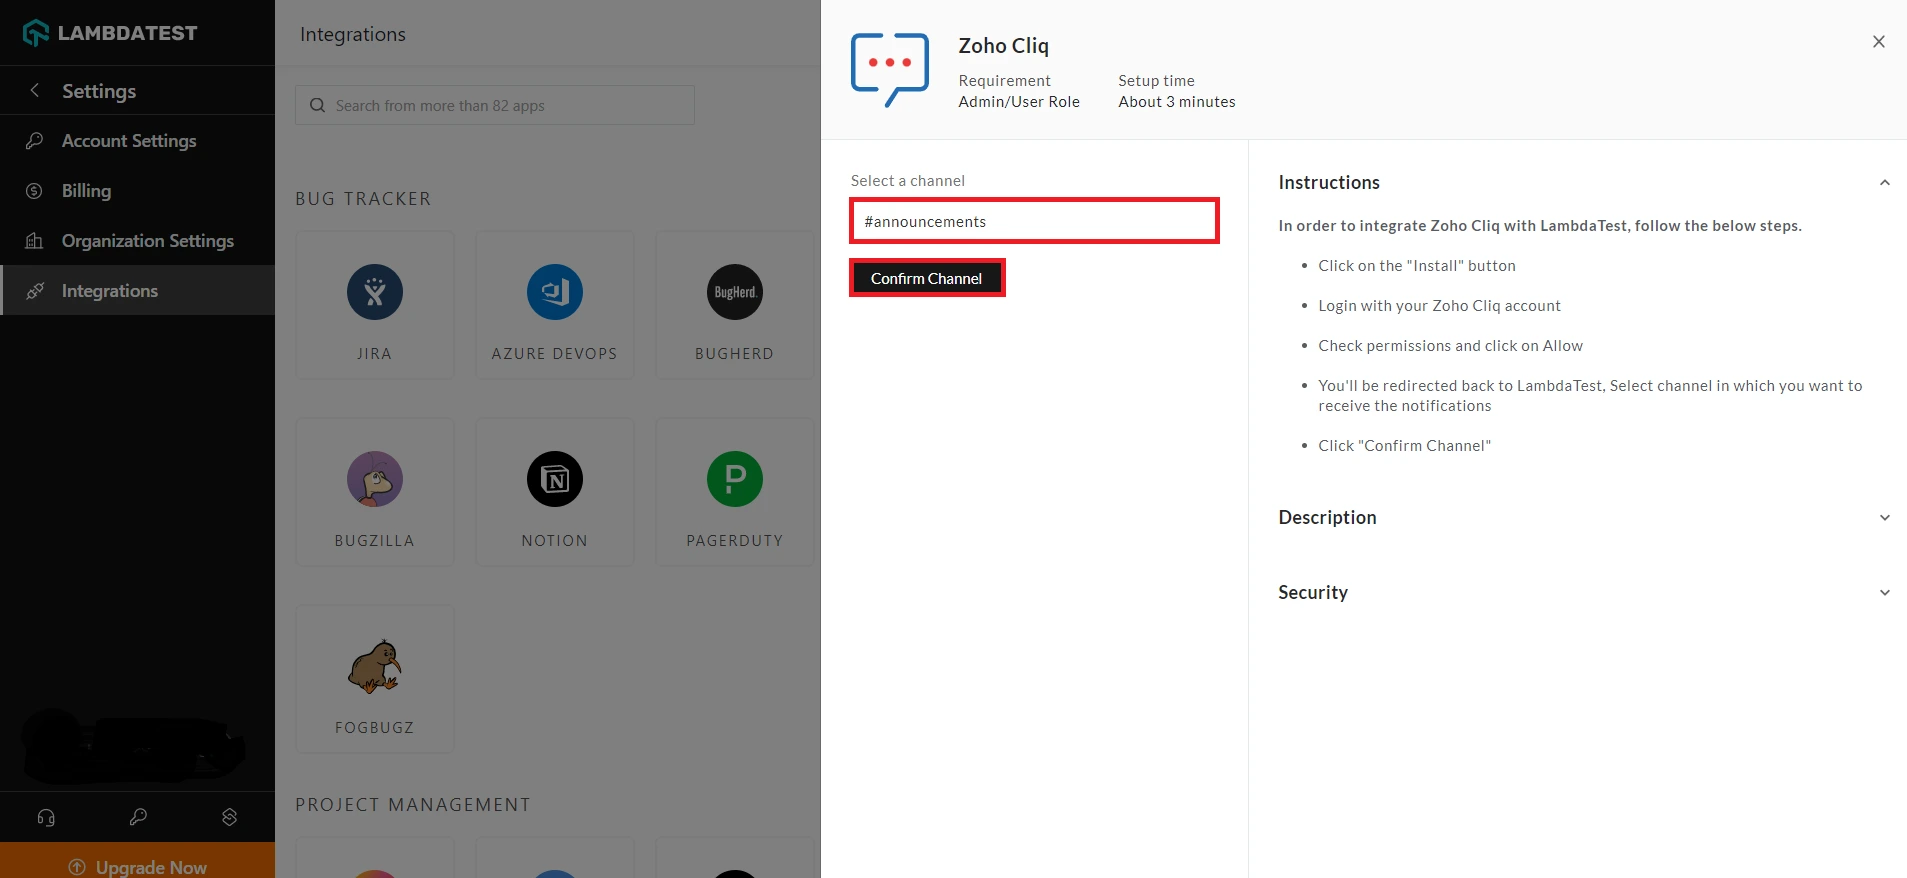 LAMBDATEST
Settings
Account Settings
Billing
Organization Settings
Integrations
Upgrade Now
Integrations
Search from more than 82 apps
BUG TRACKER
JIRA
AZURE DEVOPS
BugHerd.
BUGHERD
BUGZILLA
NOTION
PAGERDUTY
FOGBUGZ
PROJECT MANAGEMENT
Zoho Cliq
Requirement
Admin/User Role
Setup time
About 3 minutes
Select a channel
#announcements
Confirm Channel
Instructions
In order to integrate Zoho Cliq with LambdaTest, follow the below steps.
Click on the "Install" button
Login with your Zoho Cliq account
Check permissions and click on Allow
You'll be redirected back to LambdaTest, Select channel in which you want to
receive the notifications
Click "Confirm Channel"
Description
Security